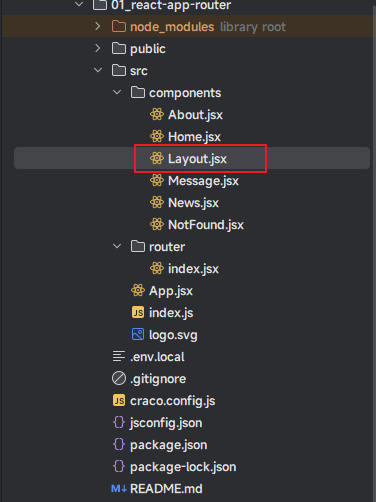 01_react-app-router
node_modules library root
public
src
components
About.jsx
Home.jsx
Layout.jsx
Message.jsx
News.jsx
NotFound.jsx
router
index.jsx
App.jsx
JS index.js
logo.svg
.env.local
.gitignore
JS craco.config.js
{} jsconfig.json
{} package.json
{} package-lock.json
M↓ README.md